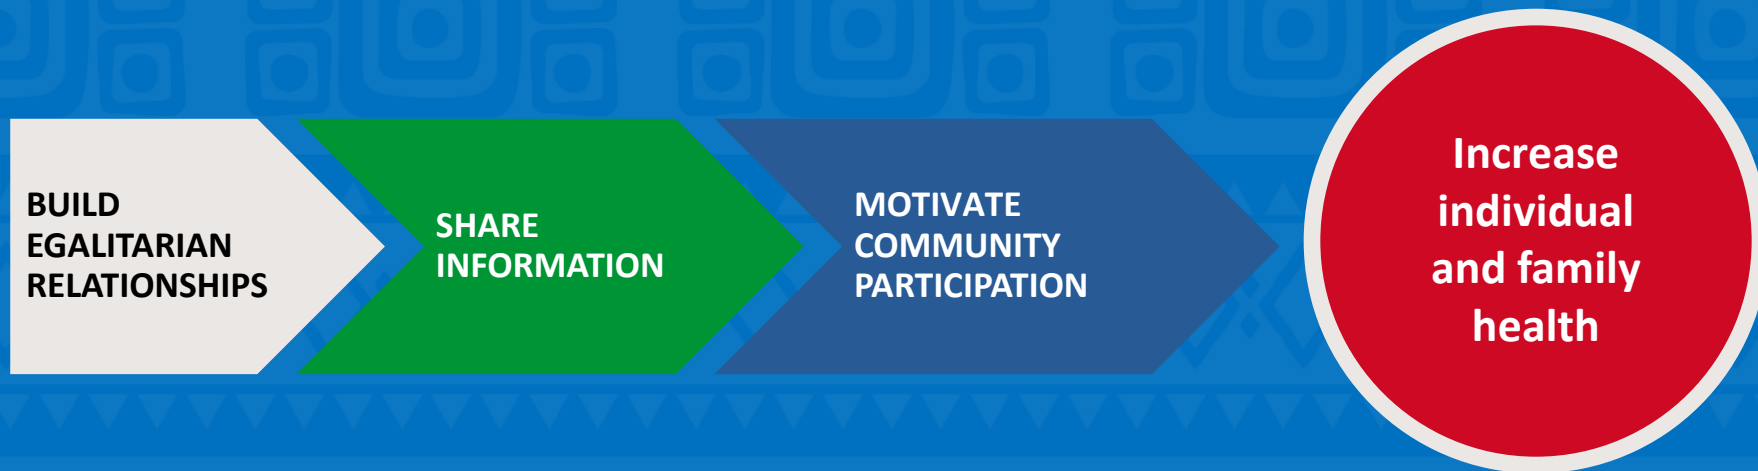 BUILD
EGALITARIAN
RELATIONSHIPS
SHARE
INFORMATION
MOTIVATE
COMMUNITY
PARTICIPATION
Increase
individual
and family
health